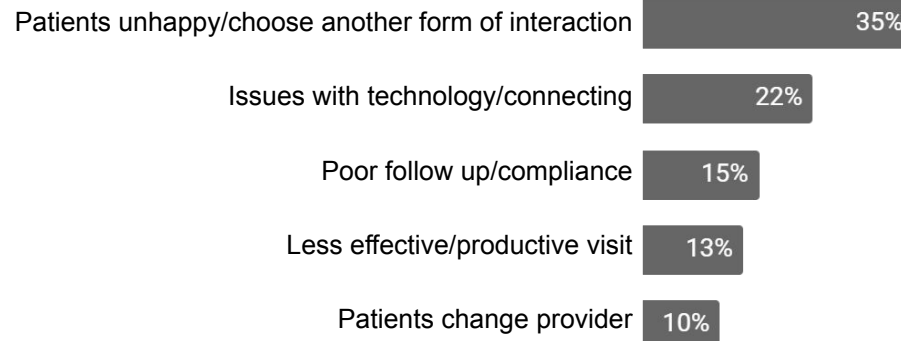 Patients unhappy/choose another form of interaction 35%
Issues with technology/connecting 22%
Poor follow up/compliance 15%
Less effective/productive visit 13%
Patients change provider 10%